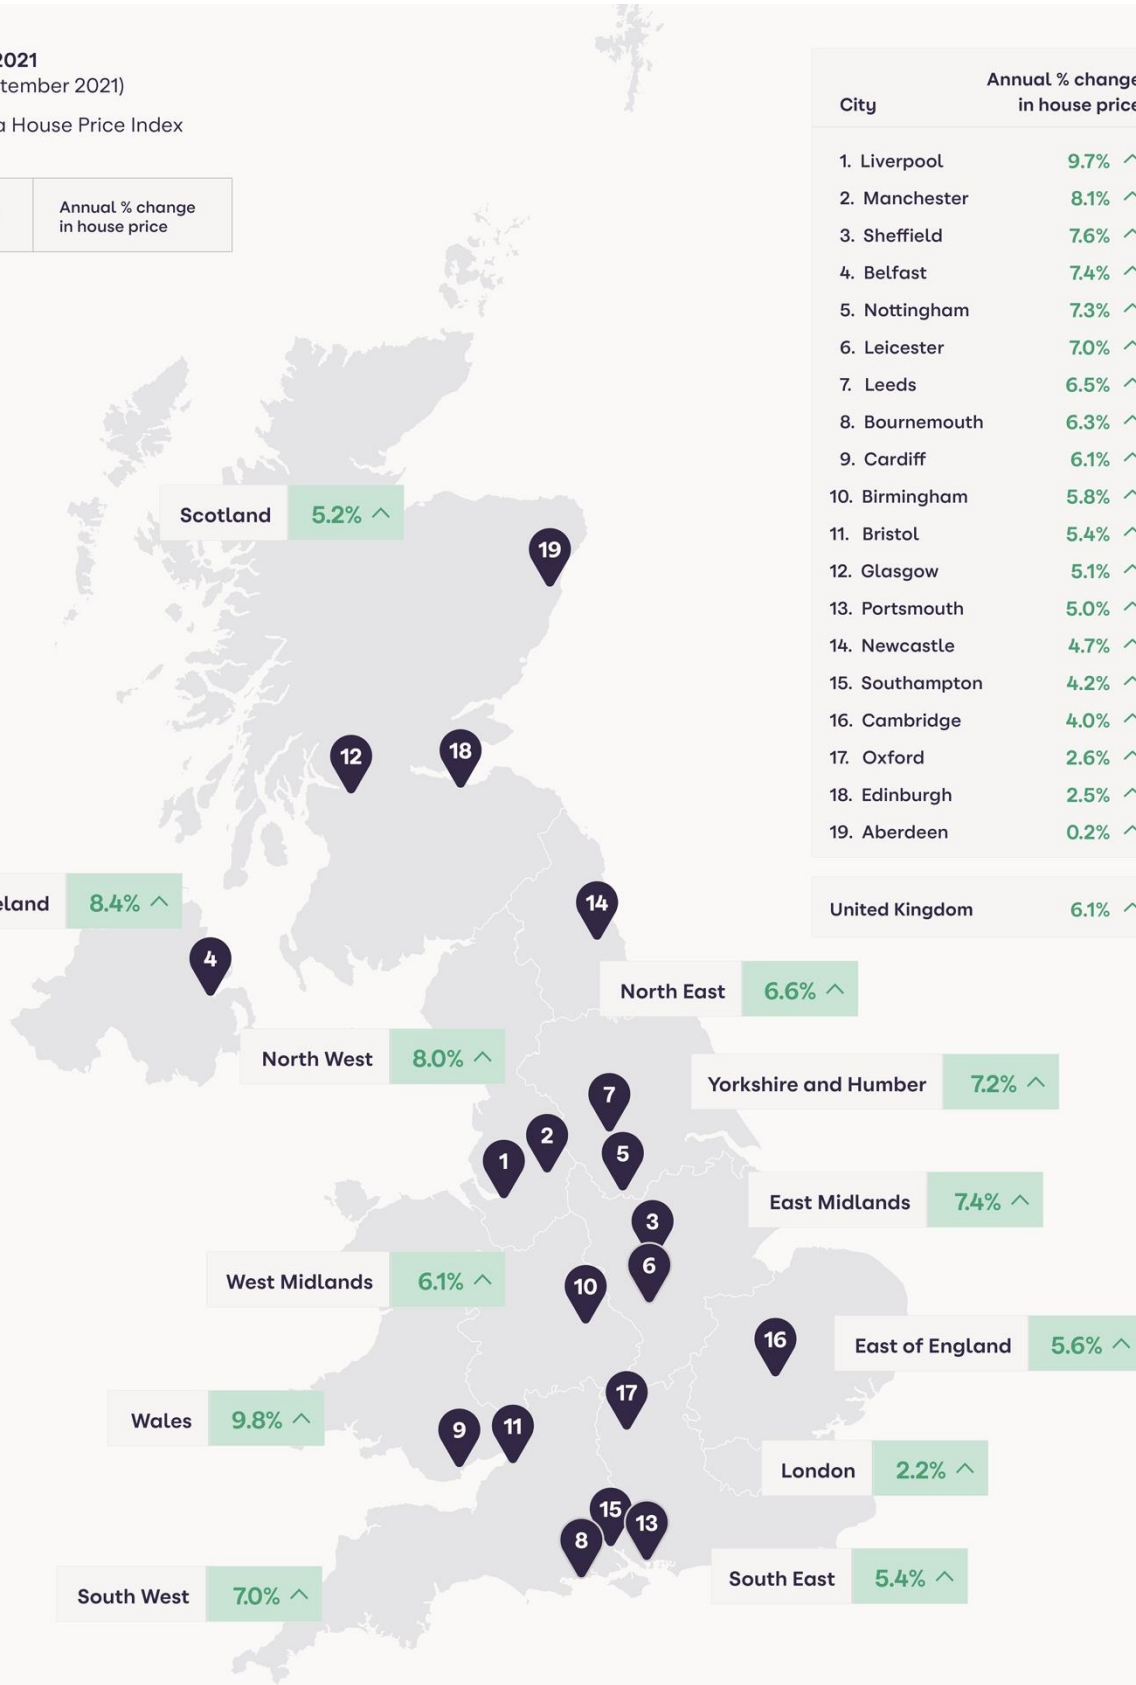 2021
tember 2021)
a House Price Index
Annual % change
in house price
City
Annual % change
in house price
1. Liverpool 9.7%
2. Manchester 8.1%
3. Sheffield 7.6%
4. Belfast 7.4%
5. Nottingham 7.3%
6. Leicester 7.0%
7. Leeds 6.5%
8. Bournemouth 6.3%
9. Cardiff 6.1%
10. Birmingham 5.8%
11. Bristol 5.4%
12. Glasgow 5.1%
13. Portsmouth 5.0%
14. Newcastle 4.7%
15. Southampton 4.2%
16. Cambridge 4.0%
17. Oxford 2.6%
18. Edinburgh 2.5%
19. Aberdeen 0.2%
United Kingdom 6.1%
Scotland 5.2%
19
12
18
eland 8.4%
14
4
North East 6.6%
North West 8.0%
Yorkshire and Humber 7.2%
7
2
1
5
East Midlands 7.4%
3
6
West Midlands 6.1%
10
16
East of England 5.6%
17
Wales 9.8%
9
11
London 2.2%
15
13
8
South East 5.4%
South West 7.0%